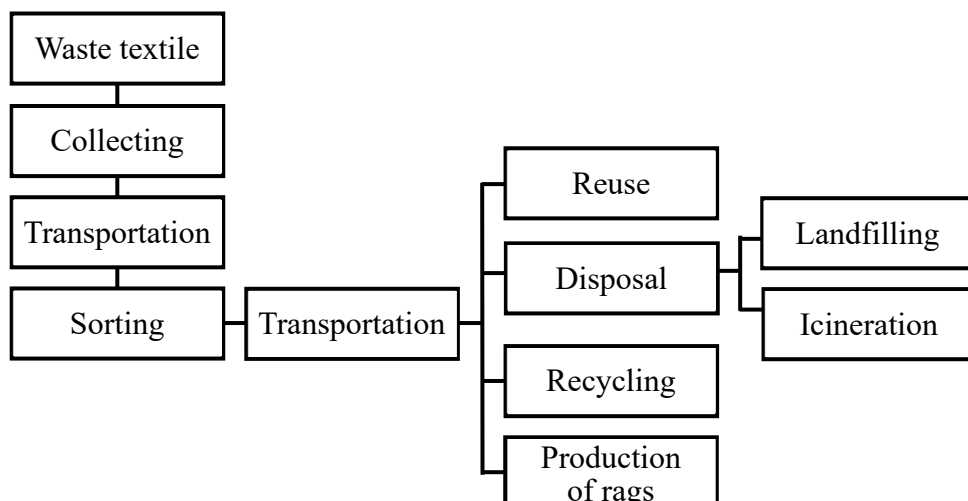 Waste textile
Collecting
Transportation
Sorting
Transportation
Reuse
Disposal
Recycling
Production
of rags
Landfilling
Icineration